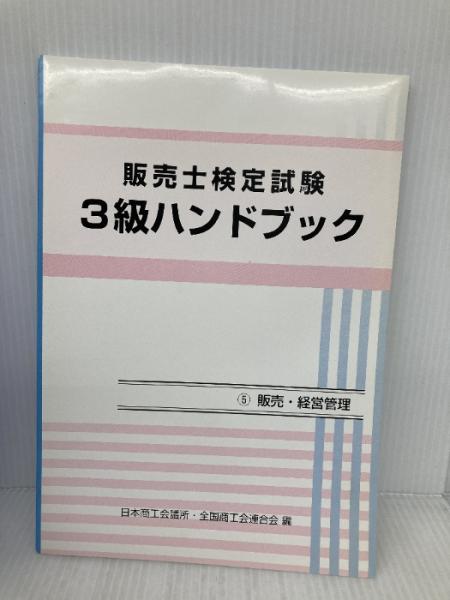 販売士検定試験
3級ハンドブック
⑤ 販売・経営管理
日本商工会議所・全国商工会連合会 編